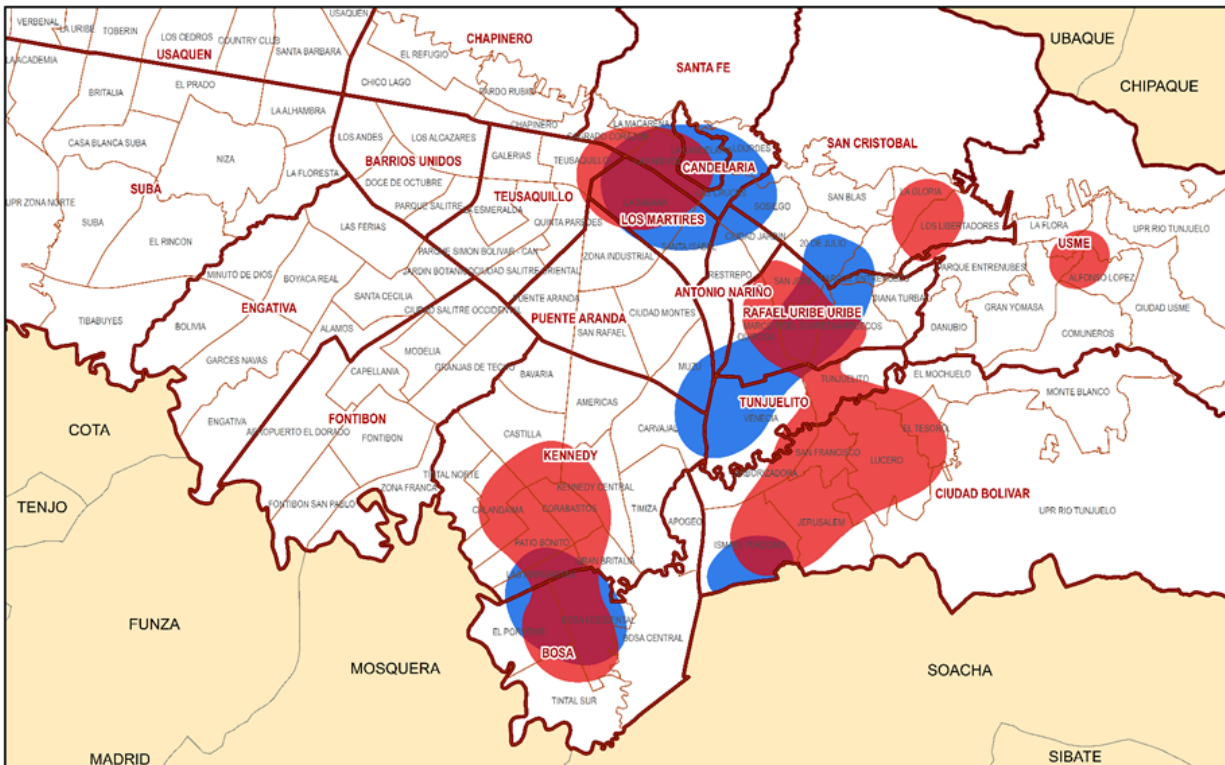 VERBENAL
LA URIBE
TOBERIN
LOS CEDROS
COUNTRY CLUB
USAQUÉN
CHAPINERO
UBAQUE
USAQUEN
SANTA BARBARA
EL REFUGIO
SANTA FE
LA ACADEMIA
CHICO LAGO
CHIPAQUE
BRITALIA
EL PRADO
PARDO RUBIO
LA ALHAMBRA
CHAPINERO
LA MACARENA
CASA BLANCA SUBA
LOS ANDES
LOS ALCAZARES
SAGRADO CORAZON
LOURDES
SAN CRISTOBAL
NIZA
BARRIOS UNIDOS
GALERIAS
TEUSAQUILLO
CANDELARIA
LA FLORESTA
DOCE DE OCTUBRE
SUBA
TEUSAQUILLO
SAN BLAS
LA GLORIA
UPR ZONA NORTE
PARQUE SALITRE
LA ESMERALDA
SOSIEGO
SUBA
LAS FERIAS
QUINTA PAREDES
LOS MARTIRES
LOS LIBERTADORES
LA FLORA
UPR RIO TUNJUELO
EL RINCON
PARQUE SIMON BOLIVAR - CAN
SANTA ISABEL
CIUDAD JARDIN
20 DE JULIO
USME
MINUTO DE DIOS
BOYACA REAL
JARDIN BOTANICO
CIUDAD SALITRE ORIENTAL
ZONA INDUSTRIAL
RESTREPO
PARQUE ENTRENUBES
ALFONSO LOPEZ
SANTA CECILIA
PUENTE ARANDA
ANTONIO NARIÑO
SAN JOSE
DIANA TURBAY
GRAN YOMASA
CIUDAD USME
ENGATIVA
CIUDAD SALITRE OCCIDENTAL
PUENTE ARANDA
CIUDAD MONTES
RAFAEL URIBE URIBE
TIBABUYES
BOLIVIA
ALAMOS
SAN RAFAEL
DANUBIO
COMUNEROS
GARCES NAVAS
MODELIA
GRANJAS DE TECHO
MUZU
CAPELLANIA
BAVARIA
TUNJUELITO
EL MOCHUELO
MONTE BLANCO
AMERICAS
TUNJUELITO
FONTIBON
VENECIA
COTA
ENGATIVA
AEROPUERTO EL DORADO
FONTIBON
CASTILLA
CARVAJAL
EL TESORO
KENNEDY
SAN FRANCISCO
LUCERO
TINTAL NORTE
ZONA FRANCA
KENNEDY CENTRAL
CIUDAD BOLIVAR
TENJO
FONTIBON SAN PABLO
CALANDAIMA
CORABASTOS
TIMIZA
UPR RIO TUNJUELO
APOGEO
JERUSALEM
PATIO BONITO
GRAN BRITALIA
FUNZA
BOSA CENTRAL
BOSA
MOSQUERA
SOACHA
TINTAL SUR
MADRID
SIBATE